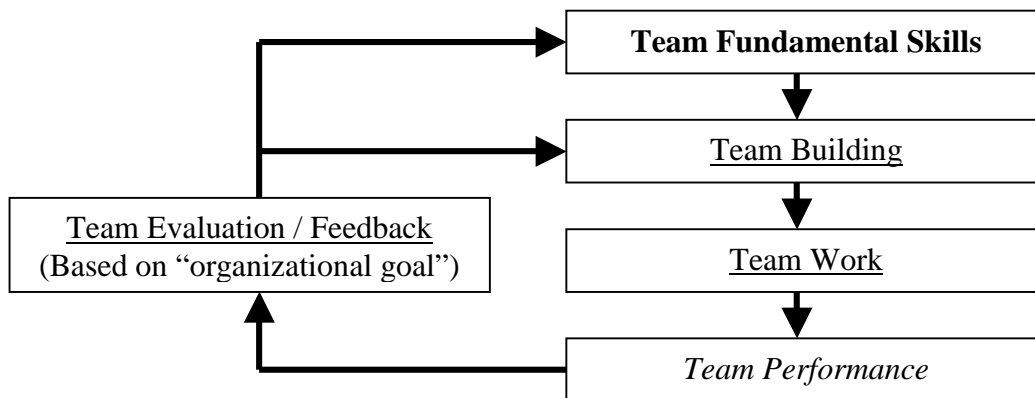 Team Fundamental Skills
Team Building
Team Evaluation / Feedback
(Based on “organizational goal”)
Team Work
Team Performance